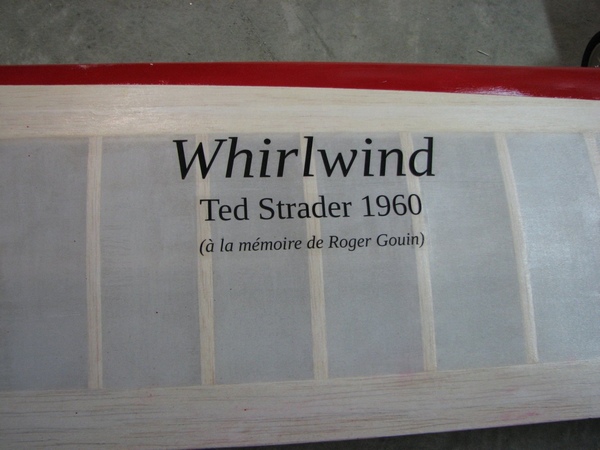 Whirlwind
Ted Strader 1960
(à la mémoire de Roger Gouin)